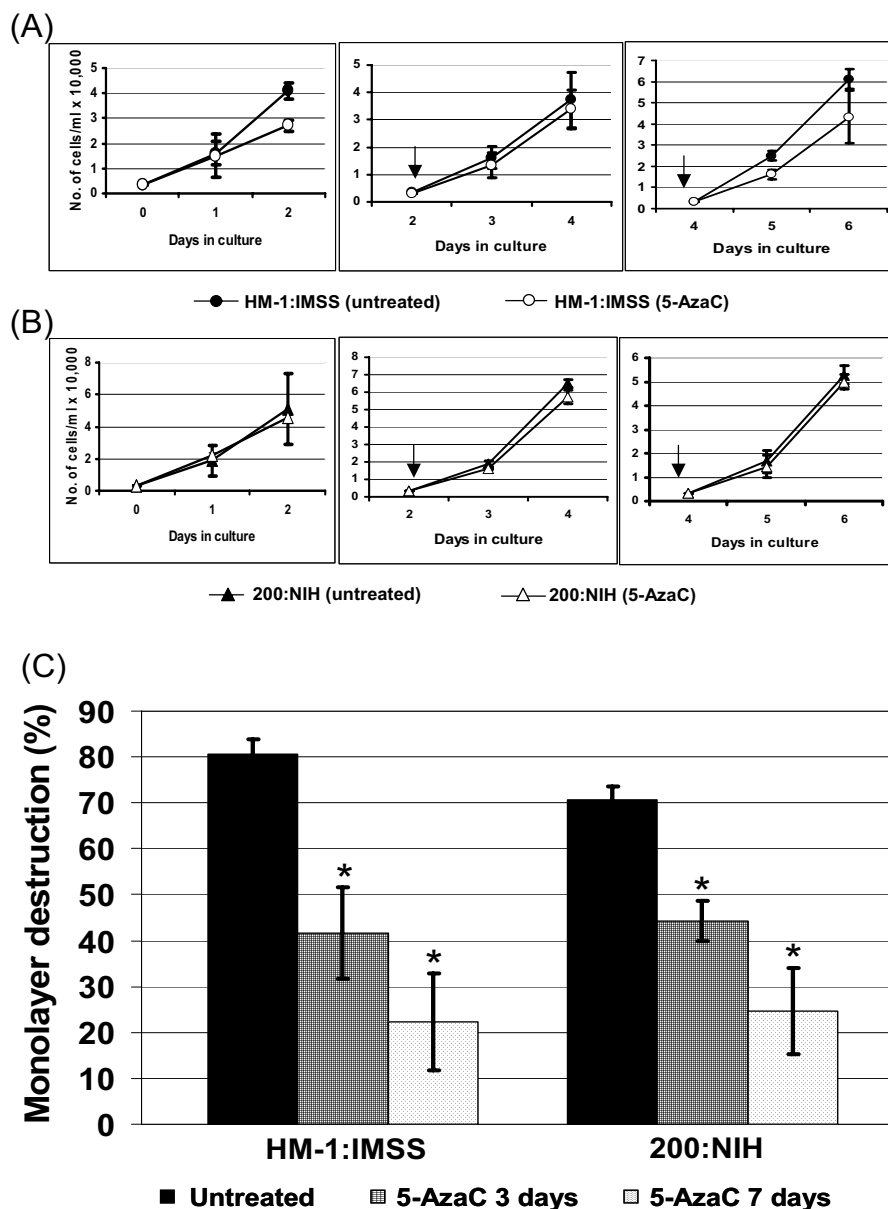 (A)
No. of cells/ml x 10,000
5
4
3
2
1
0
0 1 2
Days in culture
5
4
3
2
1
0
2 3 4
Days in culture
7
6
5
4
3
2
1
0
4 5 6
Days in culture
HM-1:IMSS (untreated) HM-1:IMSS (5-AzaC)
(B)
No. of cells/ml x 10,000
8
6
4
2
0
0 1 2
Days in culture
8
7
6
5
4
3
2
1
0
2 3 4
Days in culture
6
5
4
3
2
1
0
4 5 6
Days in culture
200:NIH (untreated) 200:NIH (5-AzaC)
(C)
Monolayer destruction (%)
90
80
70
60
50
40
30
20
10
0
* *
* *
HM-1:IMSS 200:NIH
Untreated 5-AzaC 3 days 5-AzaC 7 days